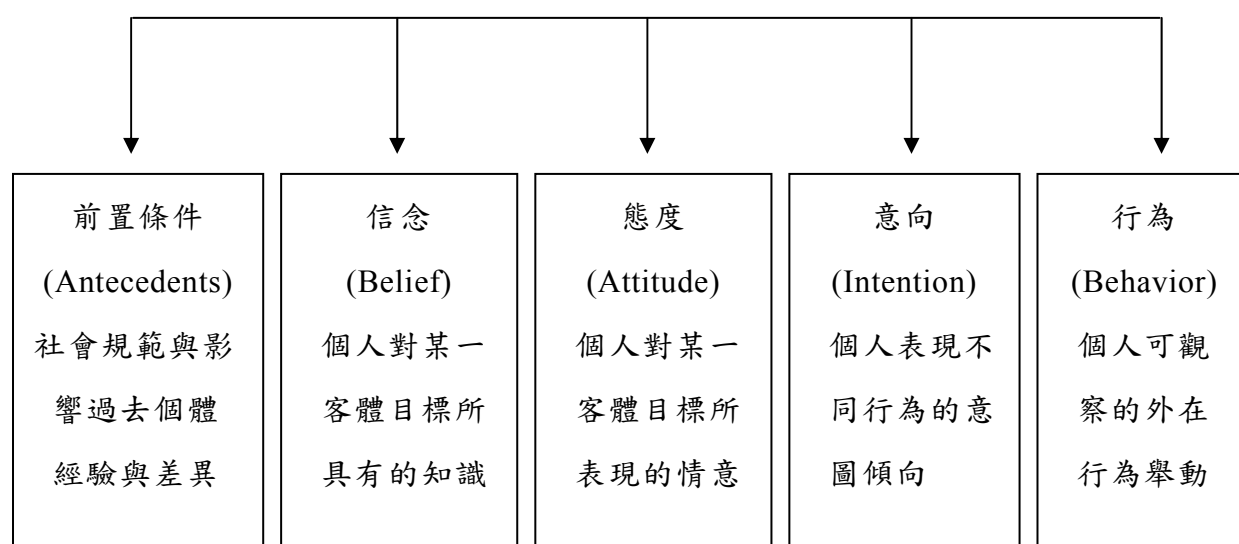 前置條件
(Antecedents)
社會規範與影
響過去個體
經驗與差異
信念
(Belief)
個人對某一
客體目標所
具有的知識
態度
(Attitude)
個人對某一
客體目標所
表現的情意
意向
(Intention)
個人表現不
同行為的意
圖傾向
行為
(Behavior)
個人可觀
察的外在
行為舉動